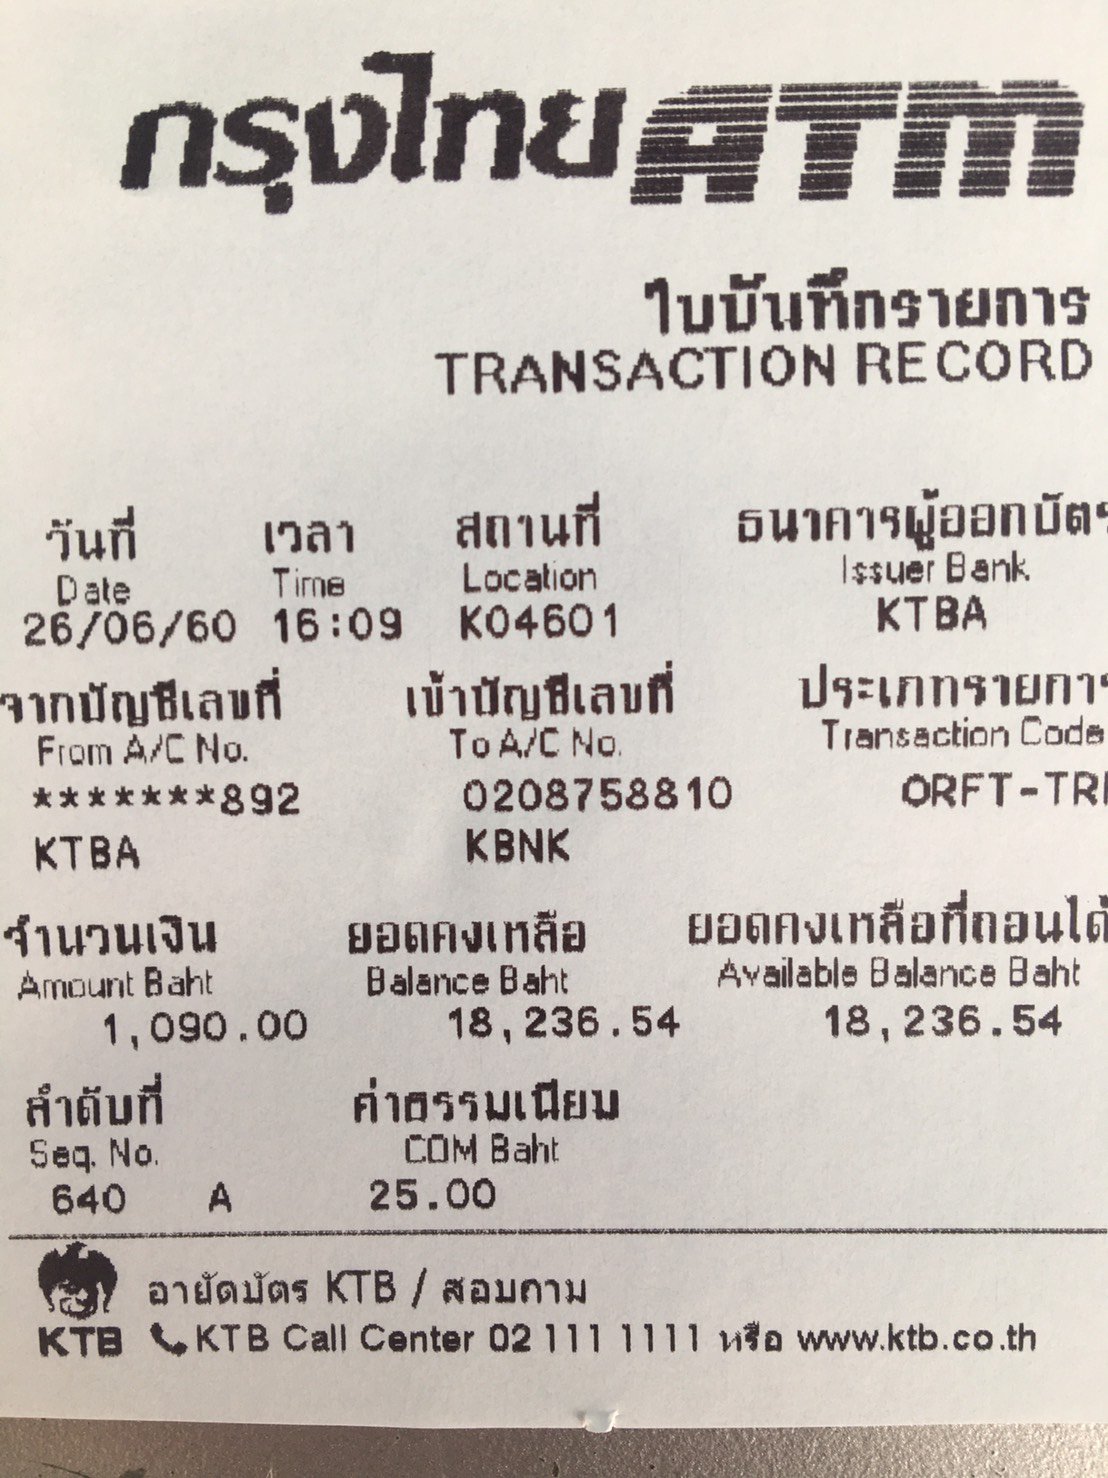 กรุงไทย ATM
ใบบันทึกรายการ
TRANSACTION RECORD
วันที่ เวลา สถานที่ ธนาคารผู้ออกบัตร
Date Time Location Issuer Bank
26/06/60 16:09 K04601 KTBA
จากบัญชีเลขที่ เข้าบัญชีเลขที่ ประเภทรายการ
From A/C No. To A/C No. Transaction Code
*******892 0208758810 ORFT-TR
KTBA KBNK
จำนวนเงิน ยอดคงเหลือ ยอดคงเหลือที่ถอนได้
Amount Baht Balance Baht Available Balance Baht
1,090.00 18,236.54 18,236.54
ลำดับที่ ค่าธรรมเนียม
Seq. No. COM Baht
640 A 25.00
อายัดบัตร KTB / สอบถาม
KTB KTB Call Center 02 111 1111 หรือ www.ktb.co.th